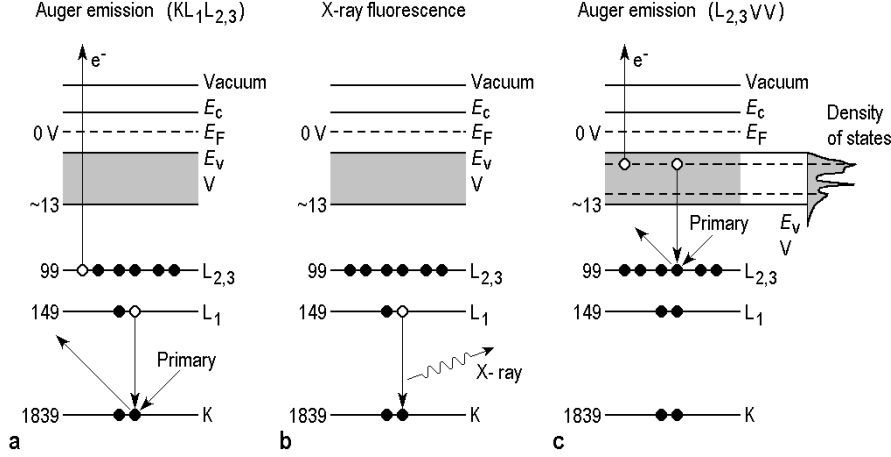 Auger emission (KL1L2,3)
e-
Vacuum
Ec
0 V
EF
Ev
V
~13
99
L2,3
149
L1
Primary
1839
K
a
X-ray fluorescence
Vacuum
Ec
0 V
EF
Ev
V
~13
99
L2,3
149
L1
X- ray
1839
K
b
Auger emission (L2,3VV)
e-
Vacuum
Ec
Density
of states
0 V
EF
Ev
V
~13
Primary
Ev
V
99
L2,3
149
L1
1839
K
c